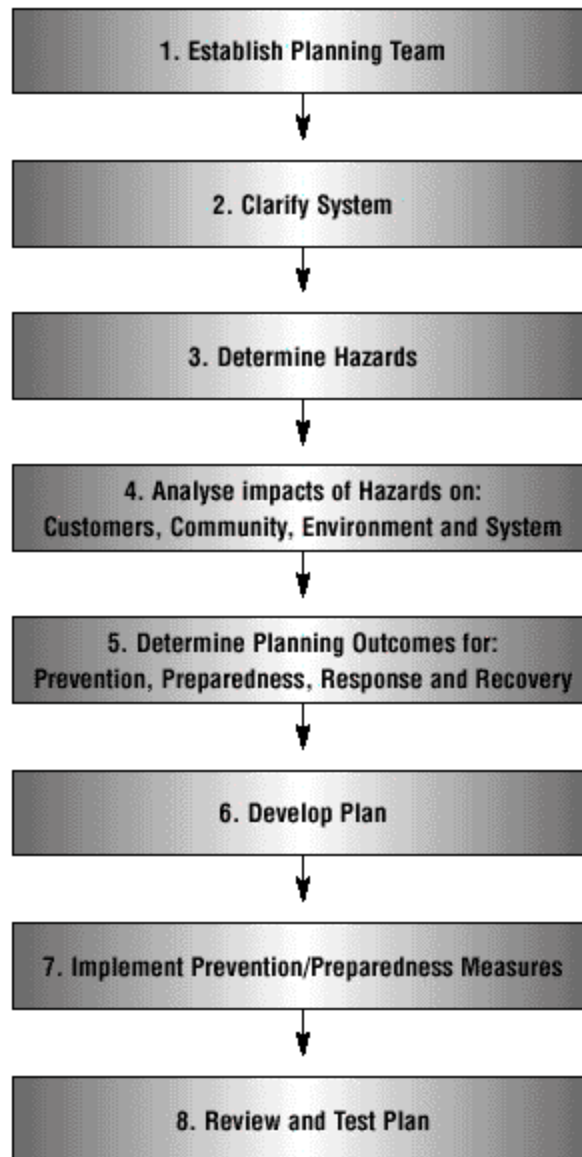 1. Establish Planning Team
2. Clarify System
3. Determine Hazards
4. Analyse impacts of Hazards on:
Customers, Community, Environment and System
5. Determine Planning Outcomes for:
Prevention, Preparedness, Response and Recovery
6. Develop Plan
7. Implement Prevention/Preparedness Measures
8. Review and Test Plan